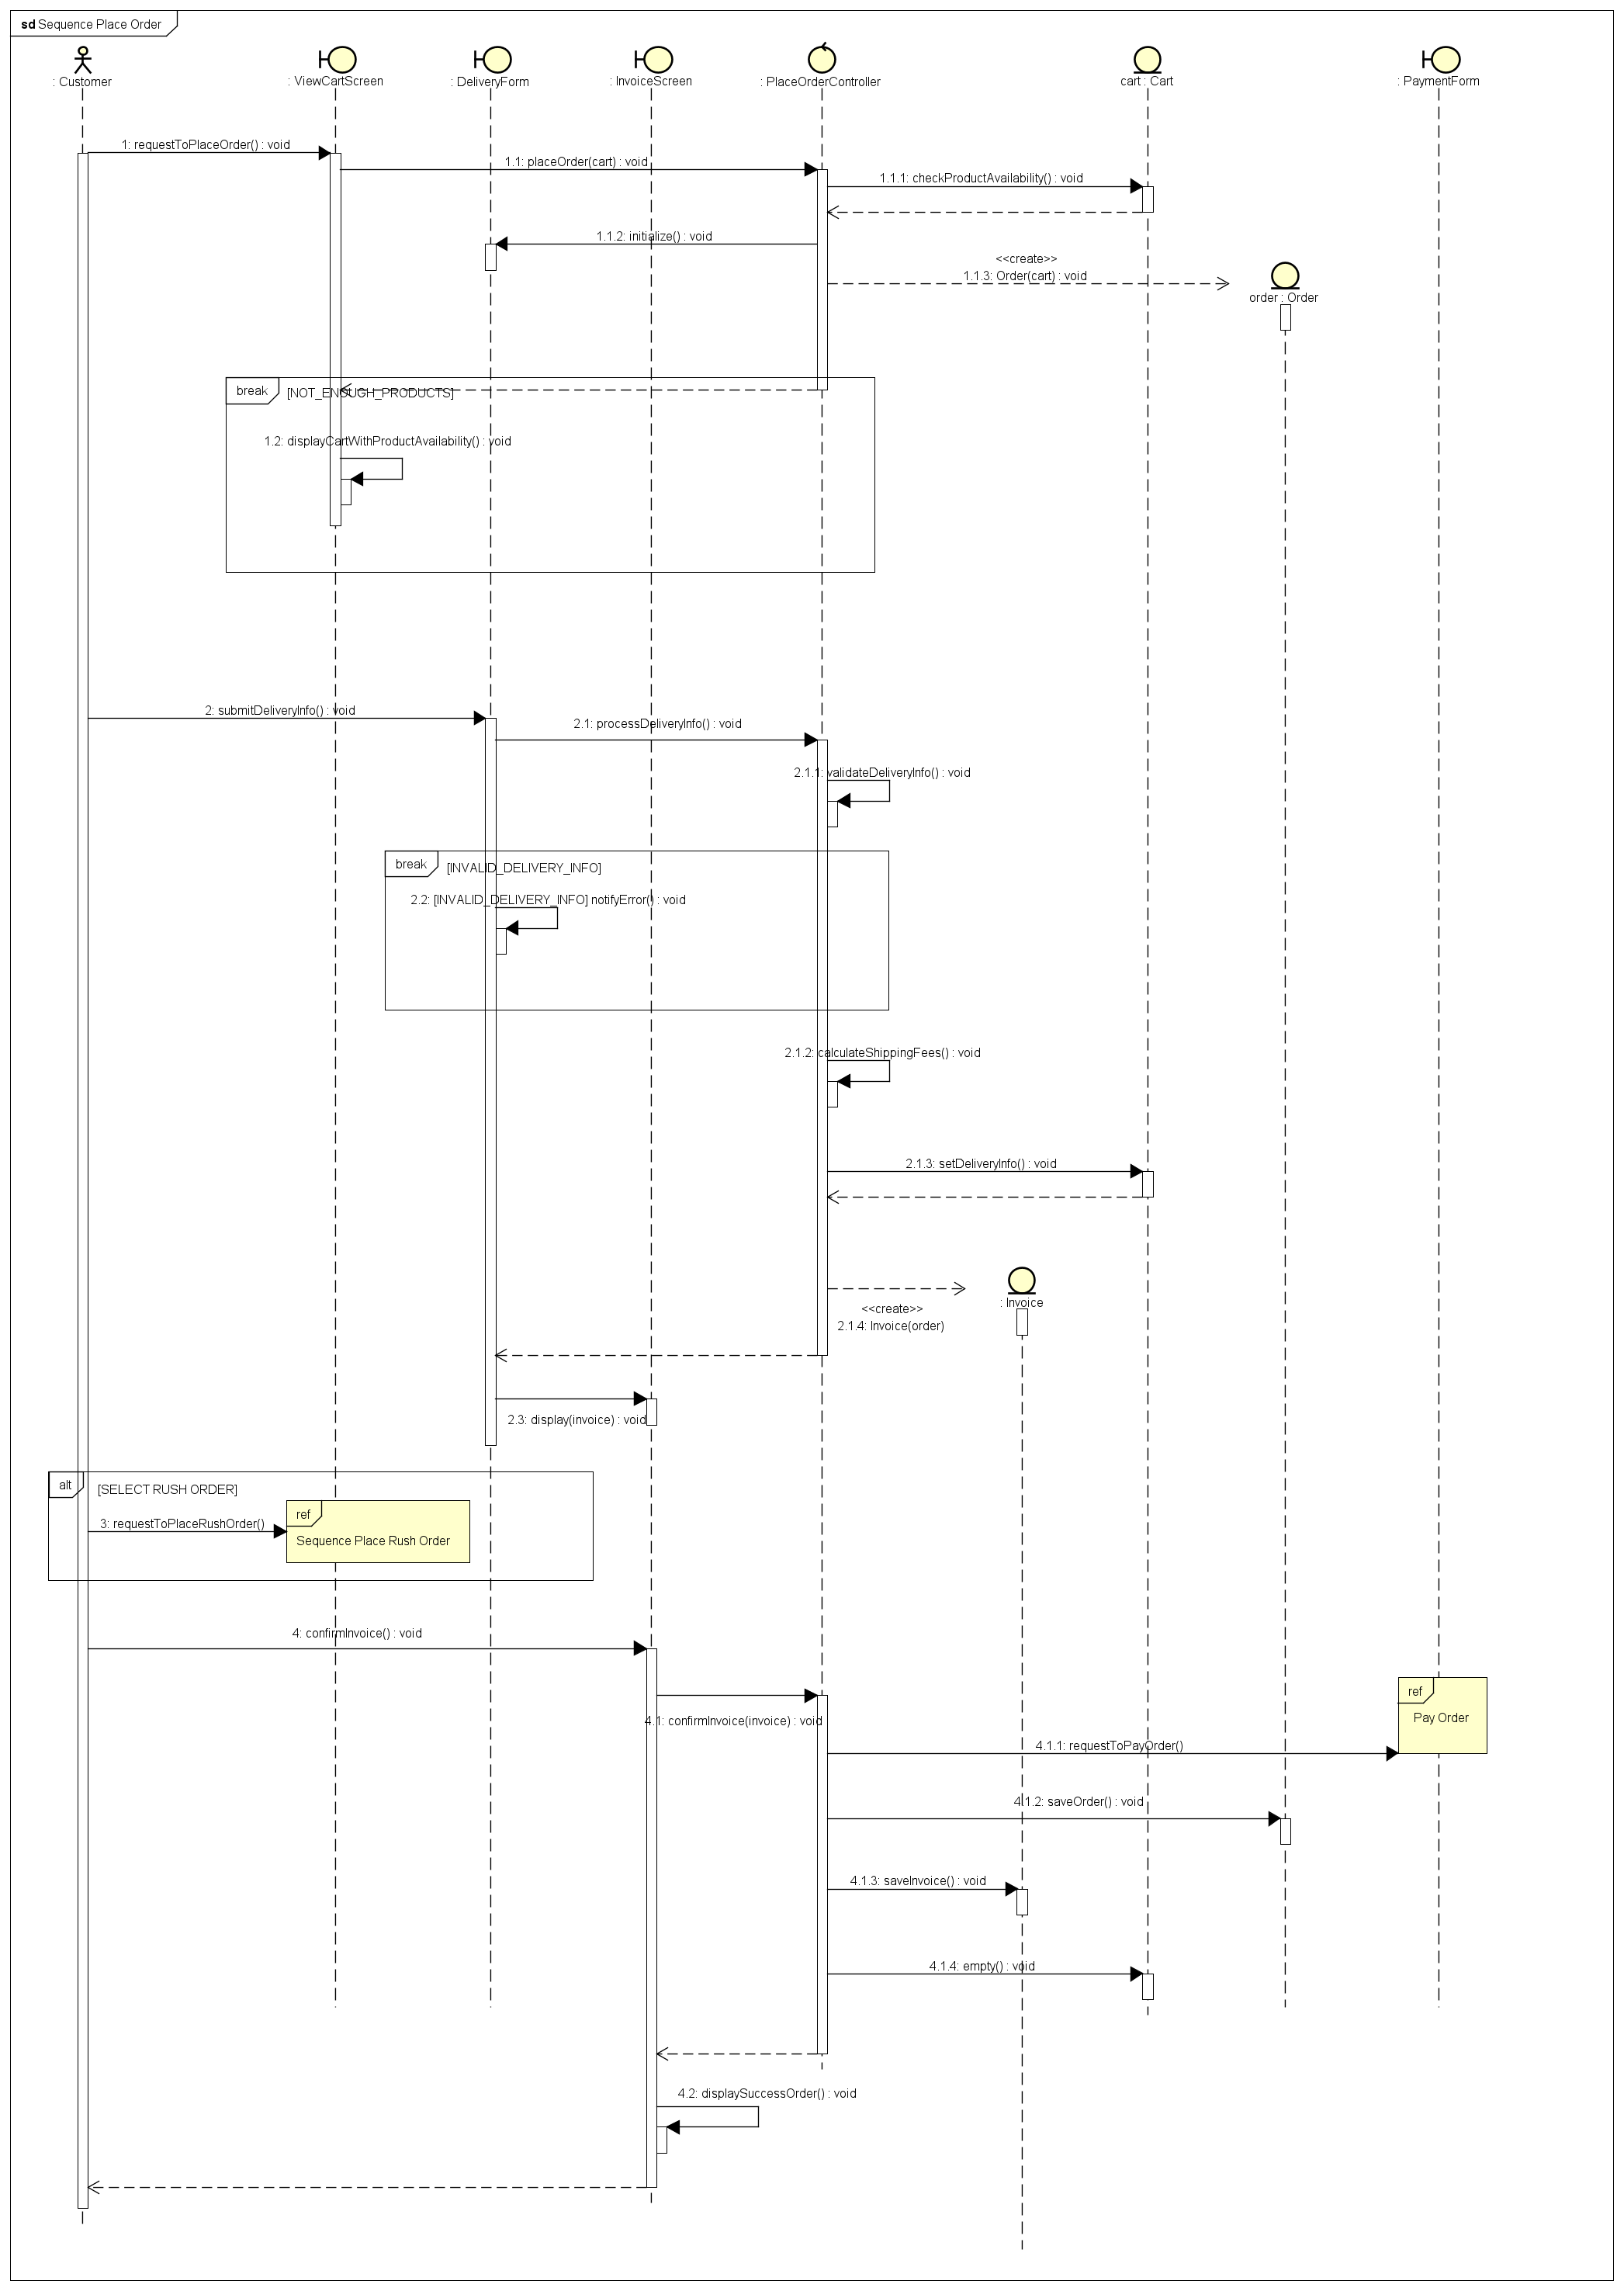 sd Sequence Place Order
: Customer
: ViewCartScreen
: DeliveryForm
: InvoiceScreen
: PlaceOrderController
cart : Cart
: PaymentForm
1: requestToPlaceOrder() : void
1.1: placeOrder(cart) : void
1.1.1: checkProductAvailability() : void
1.1.2: initialize() : void
<<create>>
1.1.3: Order(cart) : void
order : Order
break
[NOT_ENOUGH_PRODUCTS]
1.2: displayCartWithProductAvailability() : void
2: submitDeliveryInfo() : void
2.1: processDeliveryInfo() : void
2.1.1: validateDeliveryInfo() : void
break
[INVALID_DELIVERY_INFO]
2.2: [INVALID_DELIVERY_INFO] notifyError() : void
2.1.2: calculateShippingFees() : void
2.1.3: setDeliveryInfo() : void
: Invoice
<<create>>
2.1.4: Invoice(order)
2.3: display(invoice) : void
alt
[SELECT RUSH ORDER]
ref
3: requestToPlaceRushOrder()
Sequence Place Rush Order
4: confirmInvoice() : void
ref
Pay Order
4.1: confirmInvoice(invoice) : void
4.1.1: requestToPayOrder()
4.1.2: saveOrder() : void
4.1.3: saveInvoice() : void
4.1.4: empty() : void
4.2: displaySuccessOrder() : void